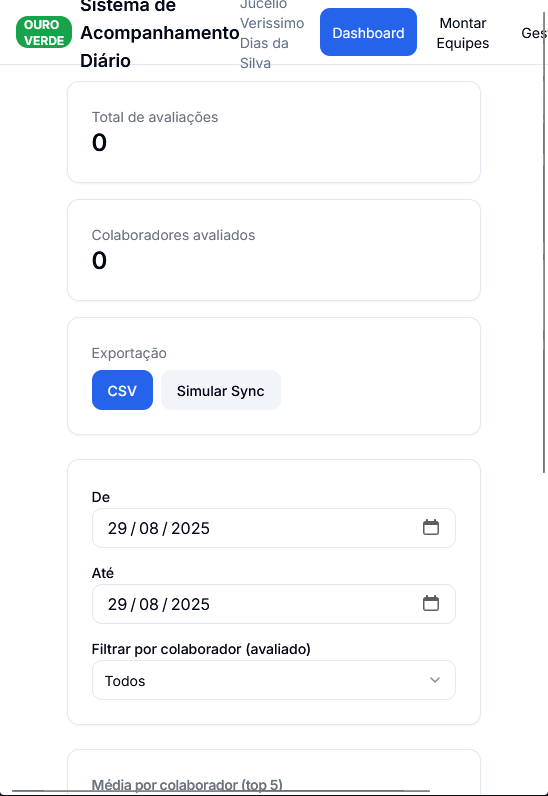 OURO
VERDE
Sistema de
Acompanhamento
Diário
Jucelio
Verissimo
Dias da
Silva
Dashboard
Montar
Equipes
Ges
Total de avaliações
0
Colaboradores avaliados
0
Exportação
CSV
Simular Sync
De
29/08/2025
Até
29/08/2025
Filtrar por colaborador (avaliado)
Todos
Média por colaborador (top 5)